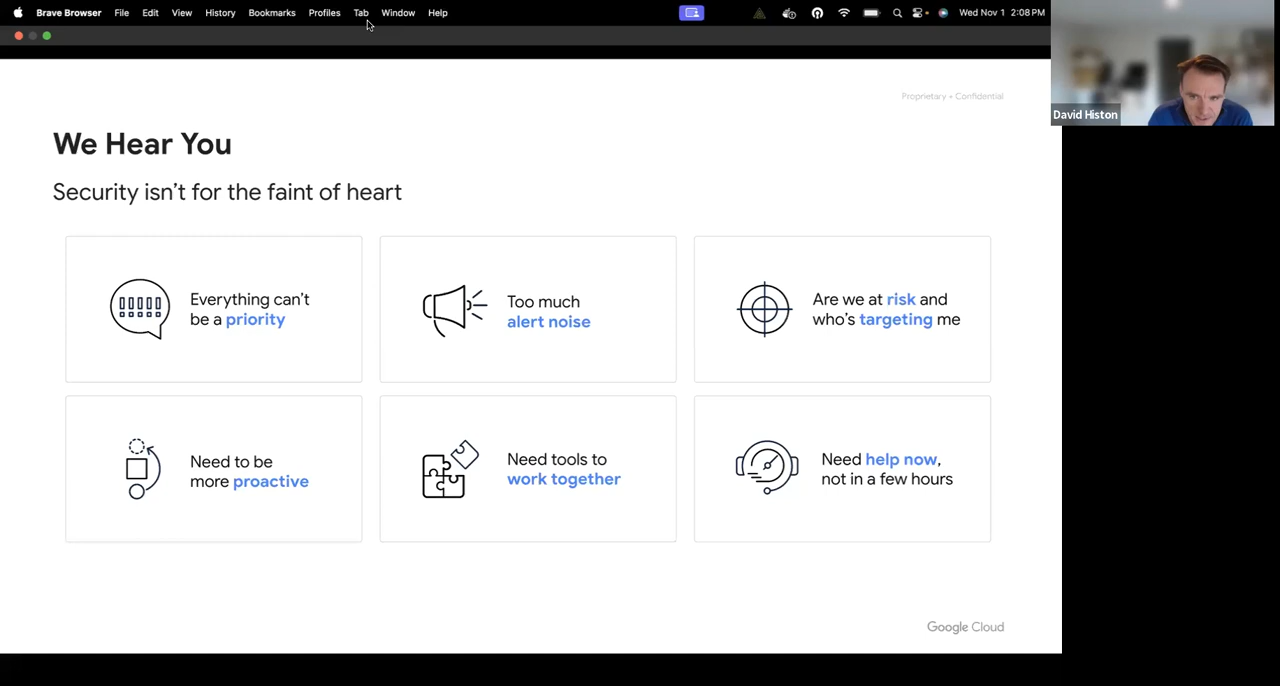 Brave Browser File Edit View History Bookmarks Profiles Tab Window Help Wed Nov 1 2:08 PM
David Histon
Proprietary + Confidential
We Hear You
Security isn't for the faint of heart
Everything can't
be a priority
Too much
alert noise
Are we at risk and
who's targeting me
Need to be
more proactive
Need tools to
work together
Need help now,
not in a few hours
Google Cloud